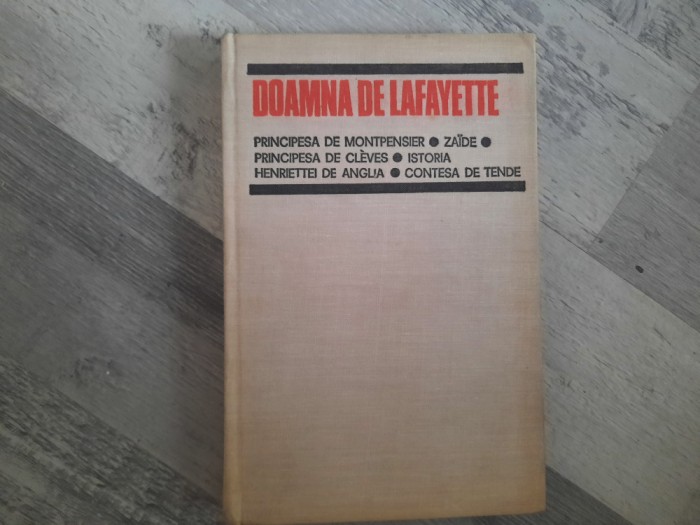 DOAMNA DE LAFAYETTE
PRINCIPESA DE MONTPENSIER ● ZAÏDE ●
PRINCIPESA DE CLÈVES ● ISTORIA
HENRIETTEI DE ANGLIA ● CONTESA DE TENDE